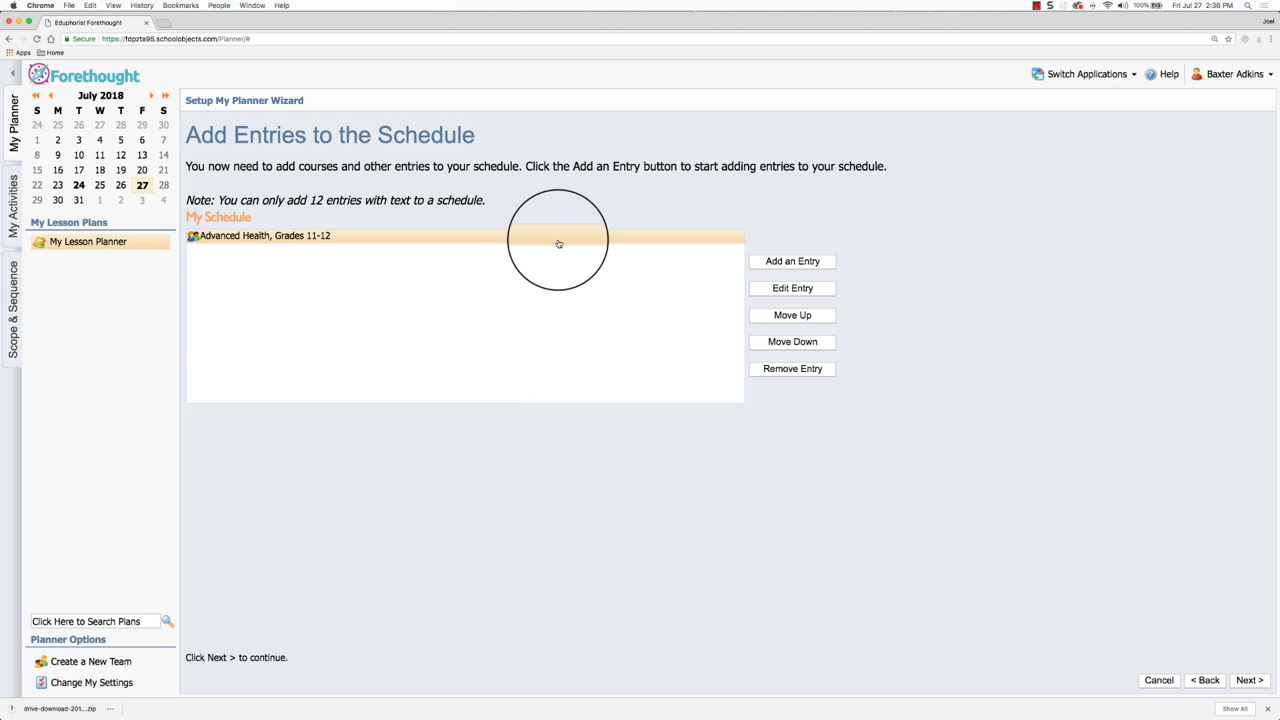 Chrome File Edit View History Bookmarks People Window Help
100% Fri Jul 27 2:36 PM
Eduphoria! Forethought
Joel
Secure https://fdpzta95.schoolobjects.com/Planner/#
Apps Home
Forethought
Switch Applications Help Baxter Adkins
My Planner
My Activities
Scope & Sequence
July 2018
S M T W T F S
24 25 26 27 28 29 30
1 2 3 4 5 6 7
8 9 10 11 12 13 14
15 16 17 18 19 20 21
22 23 24 25 26 27 28
29 30 31 1 2 3 4
My Lesson Plans
My Lesson Planner
Setup My Planner Wizard
Add Entries to the Schedule
You now need to add courses and other entries to your schedule. Click the Add an Entry button to start adding entries to your schedule.
Note: You can only add 12 entries with text to a schedule.
My Schedule
Advanced Health, Grades 11-12
Add an Entry
Edit Entry
Move Up
Move Down
Remove Entry
Click Here to Search Plans
Planner Options
Create a New Team
Change My Settings
Click Next > to continue.
Cancel < Back Next >
drive-download-201....zip
Show All